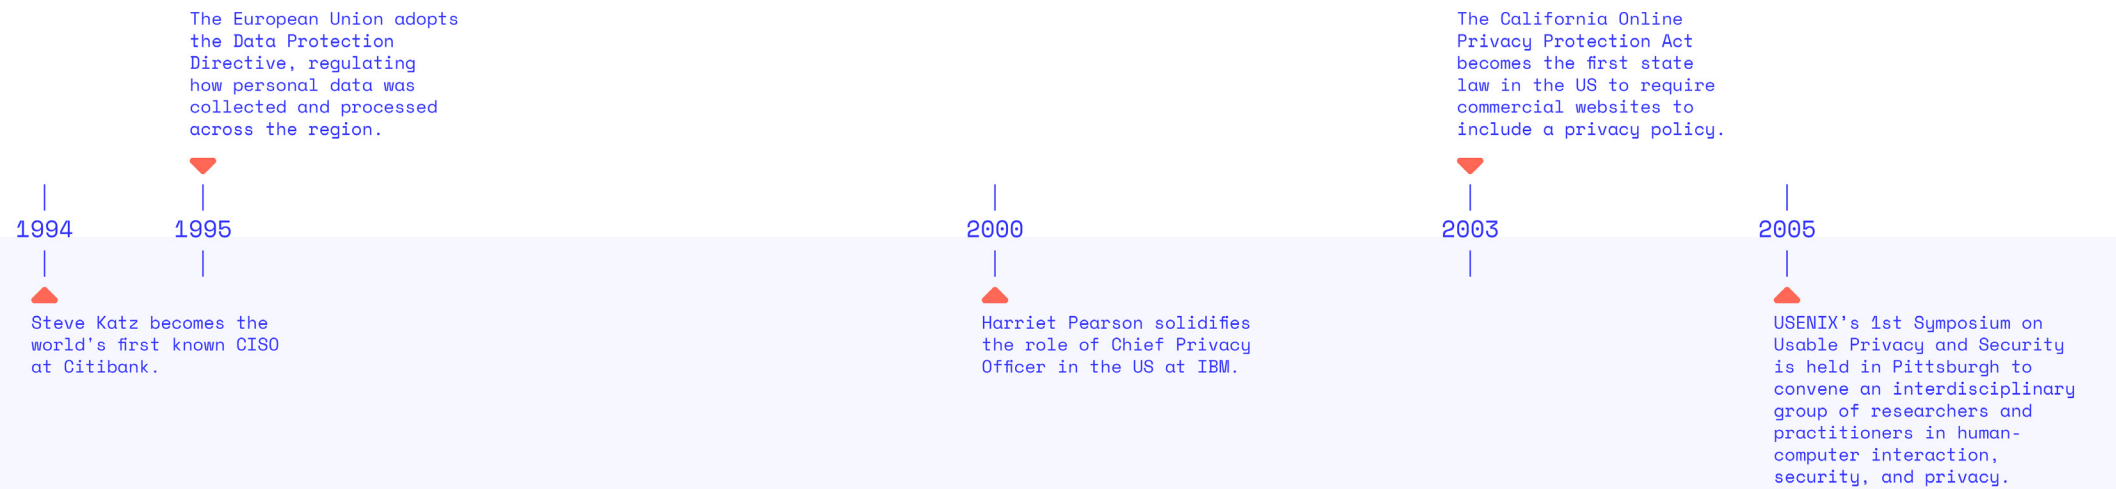 The European Union adopts
the Data Protection
Directive, regulating
how personal data was
collected and processed
across the region.
The California Online
Privacy Protection Act
becomes the first state
law in the US to require
commercial websites to
include a privacy policy.
1994
1995
2000
2003
2005
Steve Katz becomes the
world's first known CISO
at Citibank.
Harriet Pearson solidifies
the role of Chief Privacy
Officer in the US at IBM.
USENIX’s 1st Symposium on
Usable Privacy and Security
is held in Pittsburgh to
convene an interdisciplinary
group of researchers and
practitioners in human-
computer interaction,
security, and privacy.